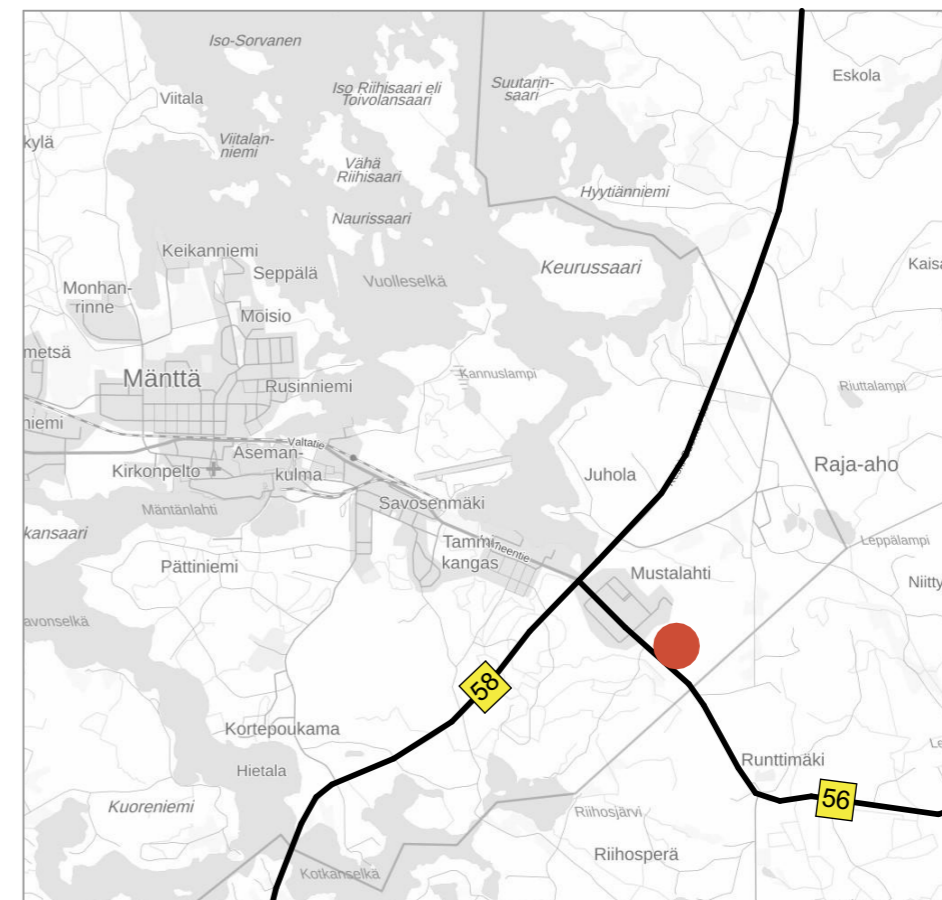 Iso-Sorvanen
Eskola
Iso Riihisaari eli
Toivolansaari
Suutarin-
saari
Viitala
kylä
Viitalan-
niemi
Vähä
Riihisaari
Hyytiänniemi
Naurissaari
Keikanniemi
Seppälä
Vuolleselkä
Keurussaari
Kaisa
Monhan-
rinne
Moisio
metsä
Mänttä
Rusinniemi
Kannuslampi
Riuttalampi
niemi
Valtatie
Aseman-
kulma
Kirkonpelto
Juhola
Raja-aho
Savosenmäki
Mäntänlahti
kansaari
Tammi
kangas
tieentie
Leppälampi
Pättiniemi
Mustalahti
Niitty
avonselkä
58
Kortepoukama
Runttimäki
Le
Hietala
56
Kuoreniemi
Riihosjärvi
Riihosperä
Kotkanselkä